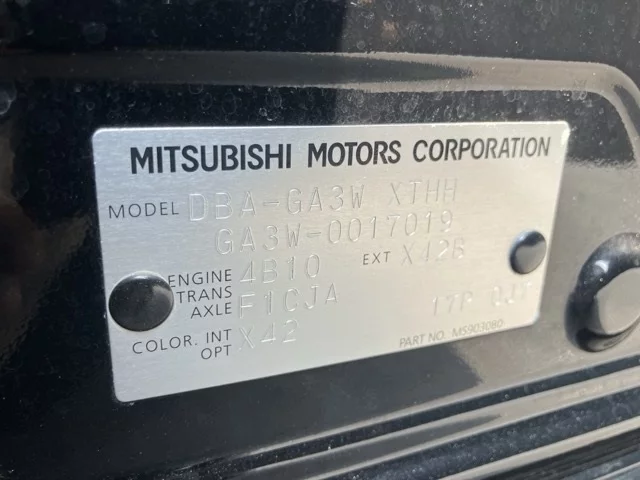 MITSUBISHI MOTORS CORPORATION
MODEL DBA-GA3W XTHH
GA3W-0017019
ENGINE 4B10 EXT X42B
TRANS AXLE F1CJA
COLOR. INT OPT X42
PART NO. MS903080